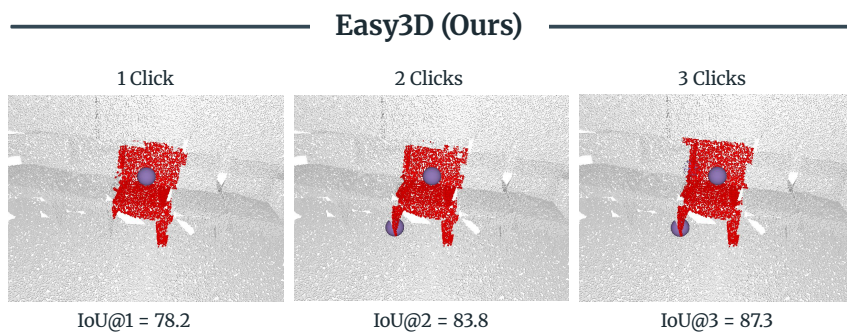 Easy3D (Ours)
1 Click
2 Clicks
3 Clicks
IoU@1 = 78.2
IoU@2 = 83.8
IoU@3 = 87.3